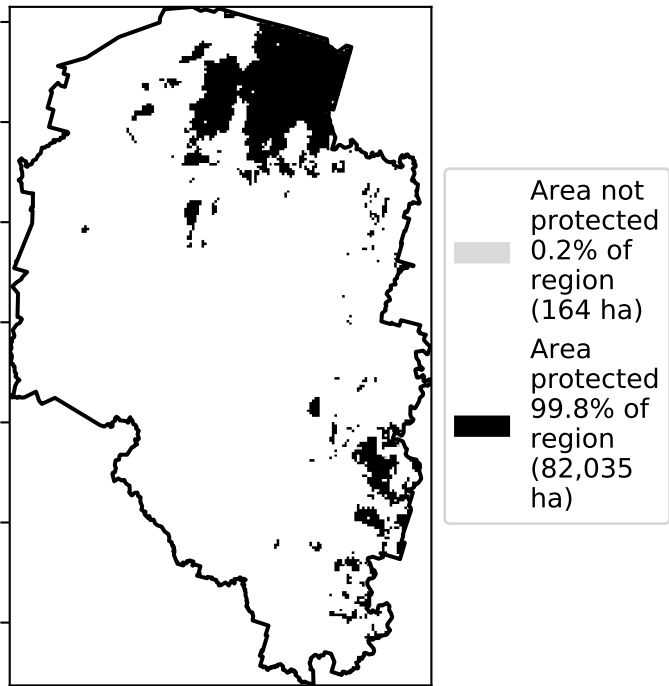 Area not
protected
0.2% of
region
(164 ha)
Area
protected
99.8% of
region
(82,035
ha)